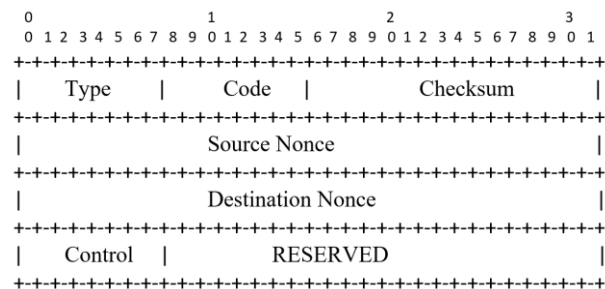 0 1 2 3
0 1 2 3 4 5 6 7 8 9 0 1 2 3 4 5 6 7 8 9 0 1 2 3 4 5 6 7 8 9 0 1
+-+-+-+-+-+-+-+-+-+-+-+-+-+-+-+-+-+-+-+-+-+-+-+-+-+-+-+-+-+-+-+-+
| Type | Code | Checksum |
+-+-+-+-+-+-+-+-+-+-+-+-+-+-+-+-+-+-+-+-+-+-+-+-+-+-+-+-+-+-+-+-+
| Source Nonce |
+-+-+-+-+-+-+-+-+-+-+-+-+-+-+-+-+-+-+-+-+-+-+-+-+-+-+-+-+-+-+-+-+
| Destination Nonce |
+-+-+-+-+-+-+-+-+-+-+-+-+-+-+-+-+-+-+-+-+-+-+-+-+-+-+-+-+-+-+-+-+
| Control | RESERVED |
+-+-+-+-+-+-+-+-+-+-+-+-+-+-+-+-+-+-+-+-+-+-+-+-+-+-+-+-+-+-+-+-+